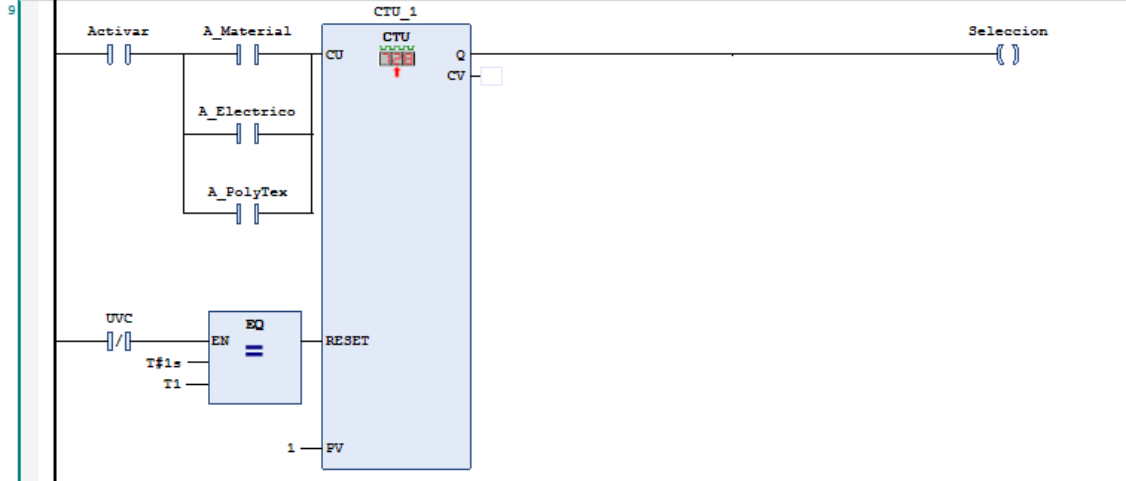 9
CTU_1
Activar
A_Material
CTU
Seleccion
CU
Q
CV
A_Electrico
A_PolyTex
UVC
EQ
EN
RESET
T#1s
T1
1
PV